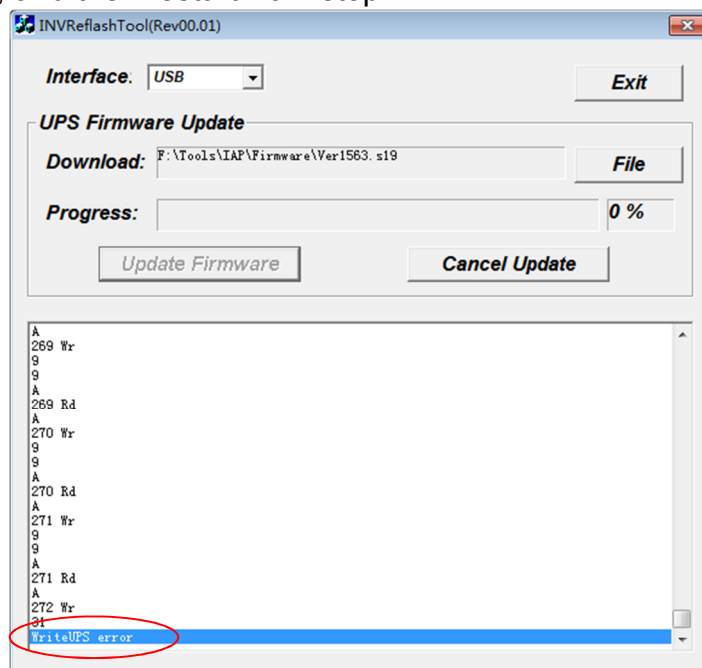 INVReflashTool(Rev00.01)
Interface: USB
Exit
UPS Firmware Update
Download: F:\Tools\IAP\Firmware\Ver1563.s19
File
Progress:
0 %
Update Firmware
Cancel Update
A
269 Wr
9
9
A
269 Rd
A
270 Wr
9
9
A
270 Rd
A
271 Wr
9
9
A
271 Rd
A
272 Wr
31
WriteUPS error